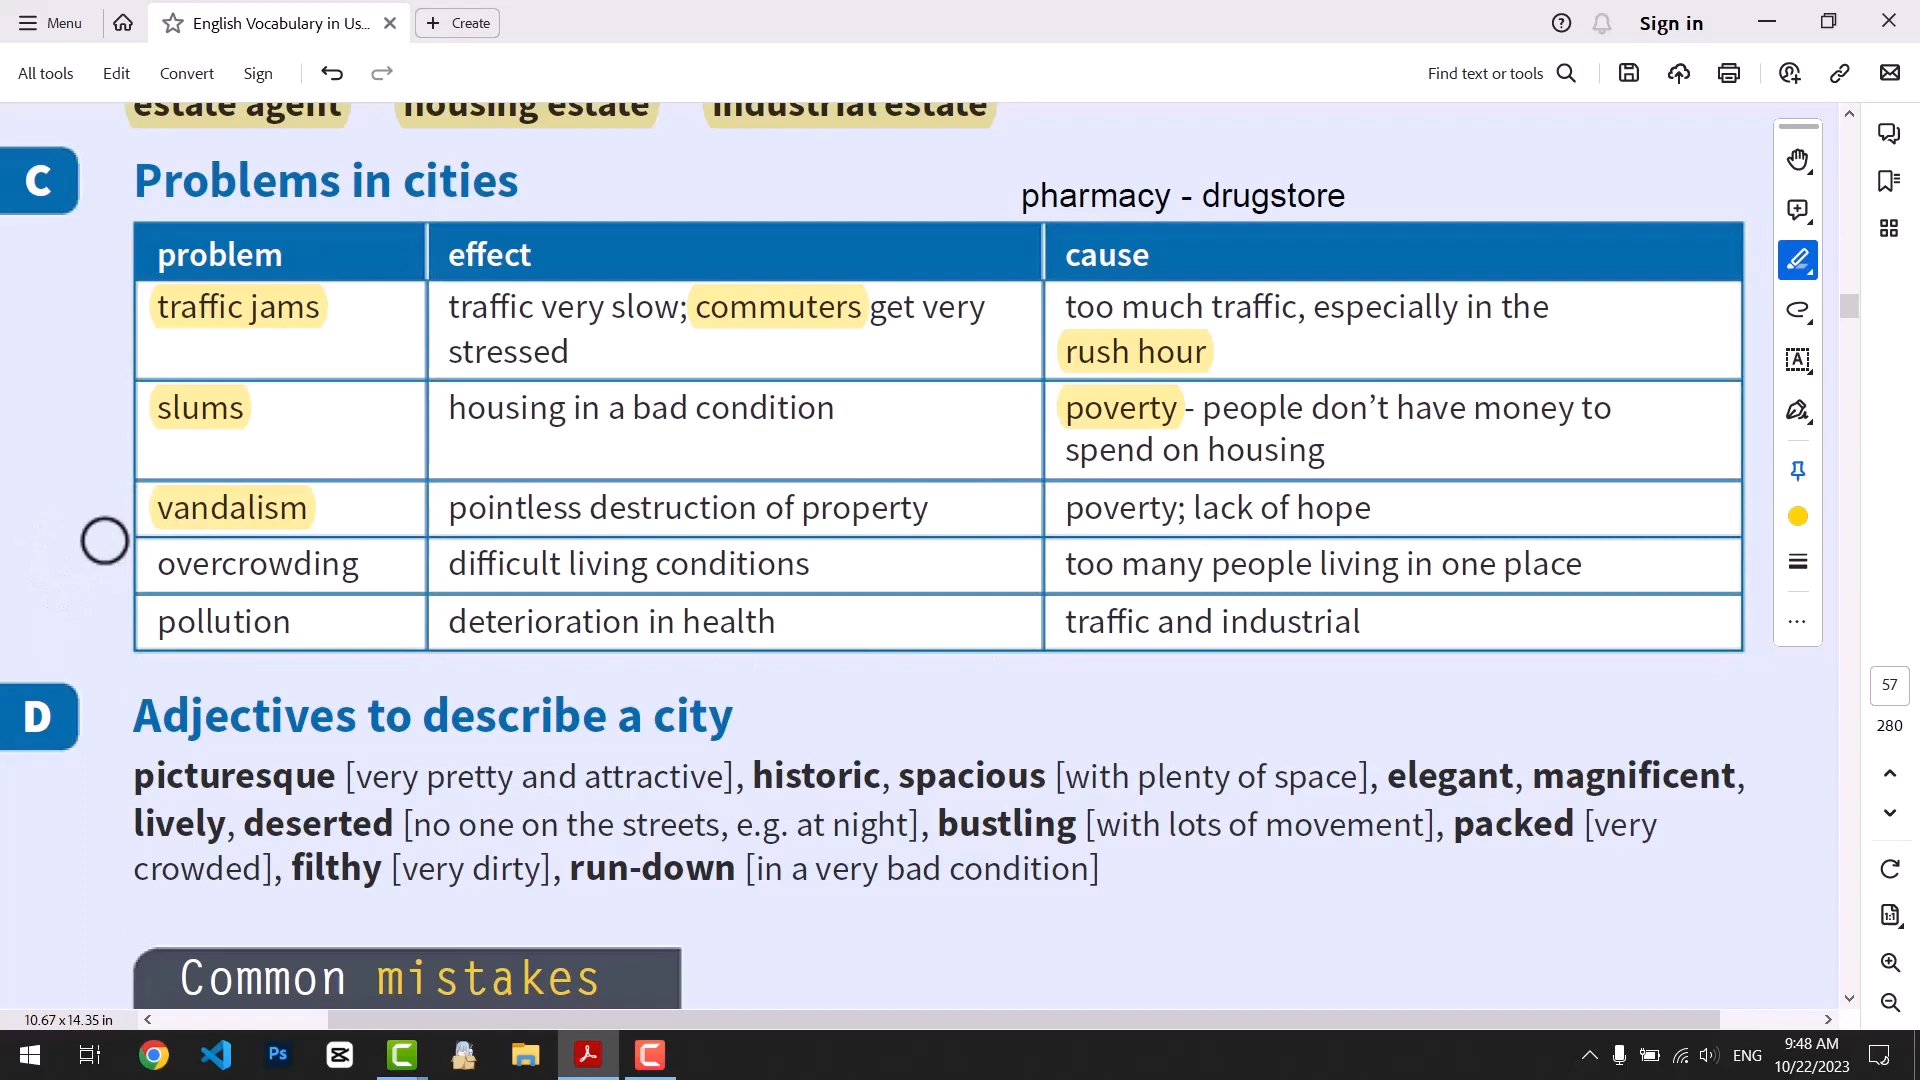 Menu
English Vocabulary in Us...
Create
Sign in
All tools Edit Convert Sign
Find text or tools
estate agent housing estate industrial estate
C Problems in cities
pharmacy - drugstore
problem effect cause
traffic jams traffic very slow; commuters get very stressed too much traffic, especially in the rush hour
slums housing in a bad condition poverty - people don't have money to spend on housing
vandalism pointless destruction of property poverty; lack of hope
overcrowding difficult living conditions too many people living in one place
pollution deterioration in health traffic and industrial
D Adjectives to describe a city
picturesque [very pretty and attractive], historic, spacious [with plenty of space], elegant, magnificent,
lively, deserted [no one on the streets, e.g. at night], bustling [with lots of movement], packed [very
crowded], filthy [very dirty], run-down [in a very bad condition]
Common mistakes
57
280
10.67 x 14.35 in
Ps
ENG
9:48 AM
10/22/2023